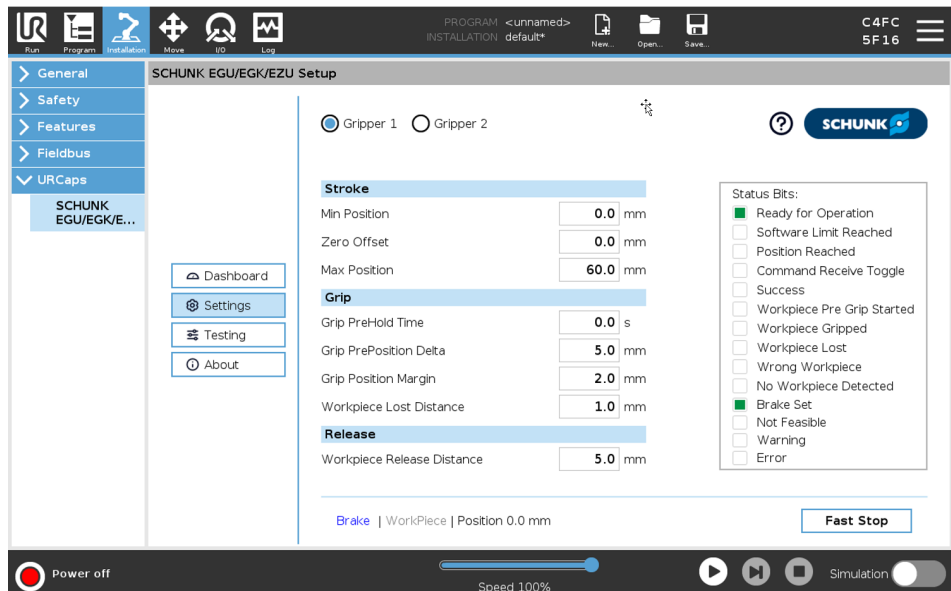 PROGRAM <unnamed>
INSTALLATION default*
Run
Program
Installation
Move
I/O
Log
New...
Open...
Save...
C4FC
5F16
General
Safety
Features
Fieldbus
URCaps
SCHUNK
EGU/EGK/E...
SCHUNK EGU/EGK/EZU Setup
Dashboard
Settings
Testing
About
Gripper 1 Gripper 2
? SCHUNK
Stroke
Min Position 0.0 mm
Zero Offset 0.0 mm
Max Position 60.0 mm
Grip
Grip PreHold Time 0.0 s
Grip PrePosition Delta 5.0 mm
Grip Position Margin 2.0 mm
Workpiece Lost Distance 1.0 mm
Release
Workpiece Release Distance 5.0 mm
Status Bits:
Ready for Operation
Software Limit Reached
Position Reached
Command Receive Toggle
Success
Workpiece Pre Grip Started
Workpiece Gripped
Workpiece Lost
Wrong Workpiece
No Workpiece Detected
Brake Set
Not Feasible
Warning
Error
Brake | WorkPiece | Position 0.0 mm
Fast Stop
Power off
Speed 100%
Simulation